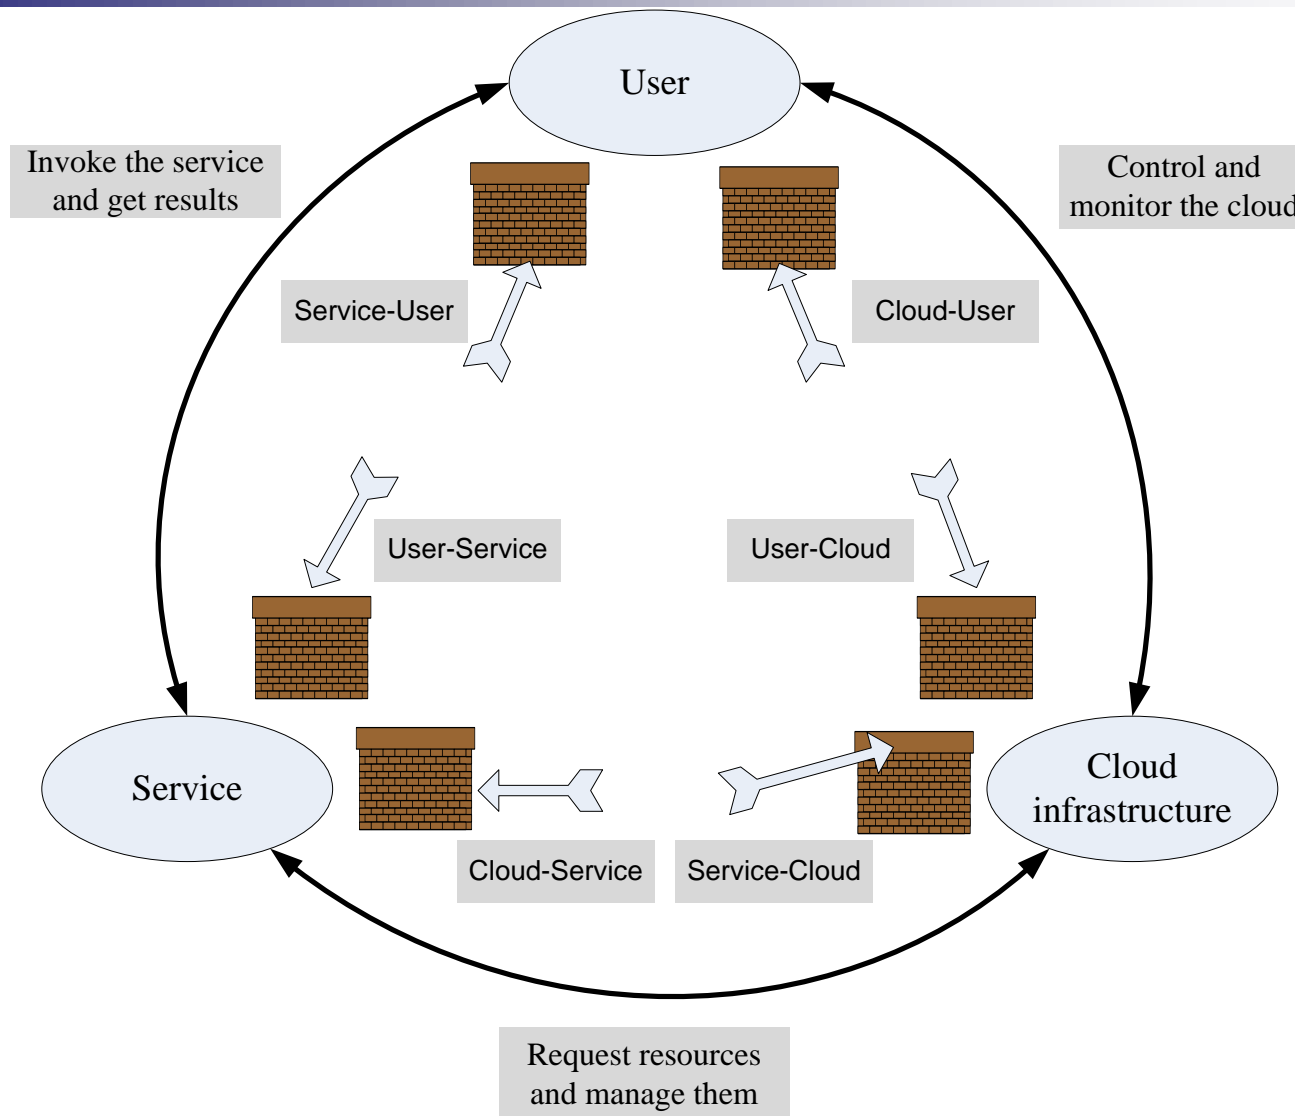 User
Invoke the service
and get results
Control and
monitor the cloud
Service-User
Cloud-User
User-Service
User-Cloud
Service
Cloud
infrastructure
Cloud-Service
Service-Cloud
Request resources
and manage them